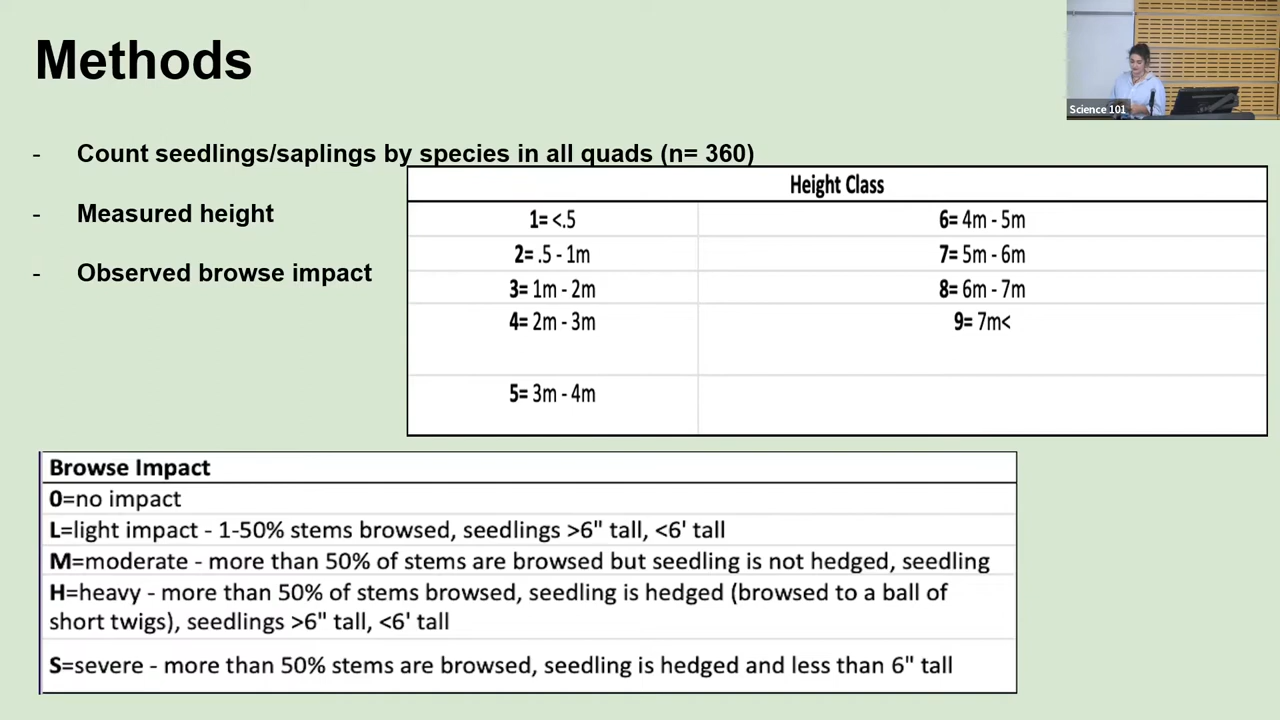 Methods
Science 101
- Count seedlings/saplings by species in all quads (n= 360)
- Measured height
- Observed browse impact
Height Class
1= <.5 6= 4m - 5m
2= .5 - 1m 7= 5m - 6m
3= 1m - 2m 8= 6m - 7m
4= 2m - 3m 9= 7m<
5= 3m - 4m
Browse Impact
0=no impact
L=light impact - 1-50% stems browsed, seedlings >6" tall, <6' tall
M=moderate - more than 50% of stems are browsed but seedling is not hedged, seedling
H=heavy - more than 50% of stems browsed, seedling is hedged (browsed to a ball of
short twigs), seedlings >6" tall, <6' tall
S=severe - more than 50% stems are browsed, seedling is hedged and less than 6" tall